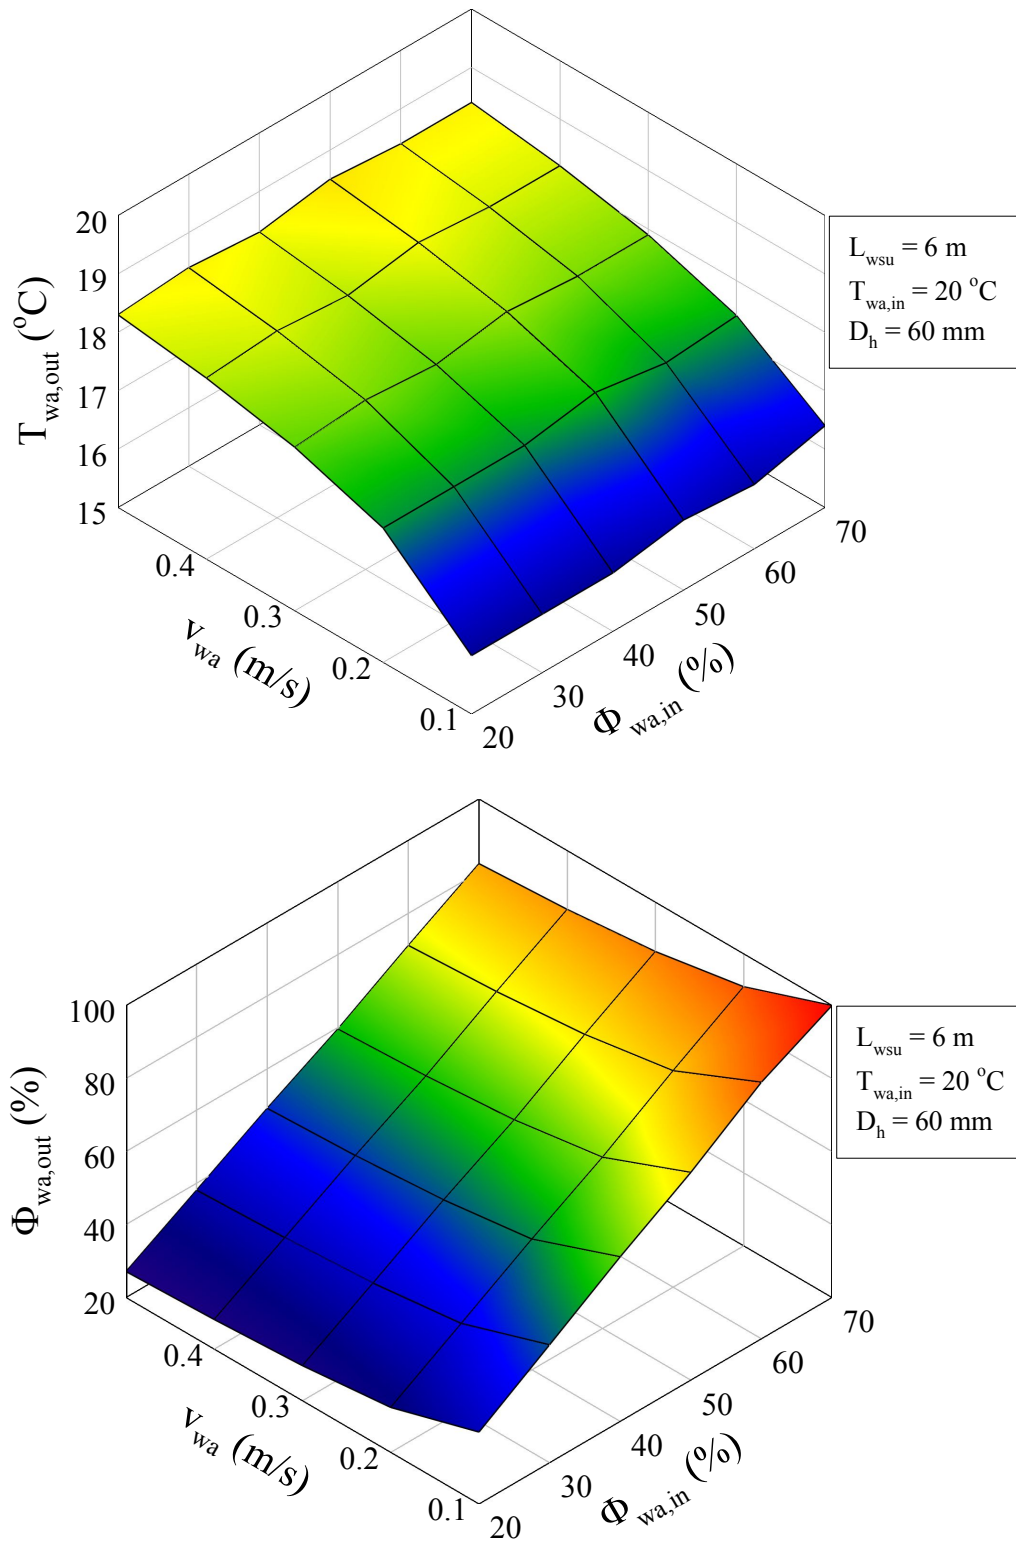 20
19
18
17
16
15
T_wa,out (°C)
0.4
0.3
0.2
0.1
v_wa (m/s)
20
30
40
50
60
70
Φ_wa,in (%)
L_wsu = 6 m
T_wa,in = 20 °C
D_h = 60 mm
100
80
60
40
20
Φ_wa,out (%)
0.4
0.3
0.2
0.1
v_wa (m/s)
20
30
40
50
60
70
Φ_wa,in (%)
L_wsu = 6 m
T_wa,in = 20 °C
D_h = 60 mm